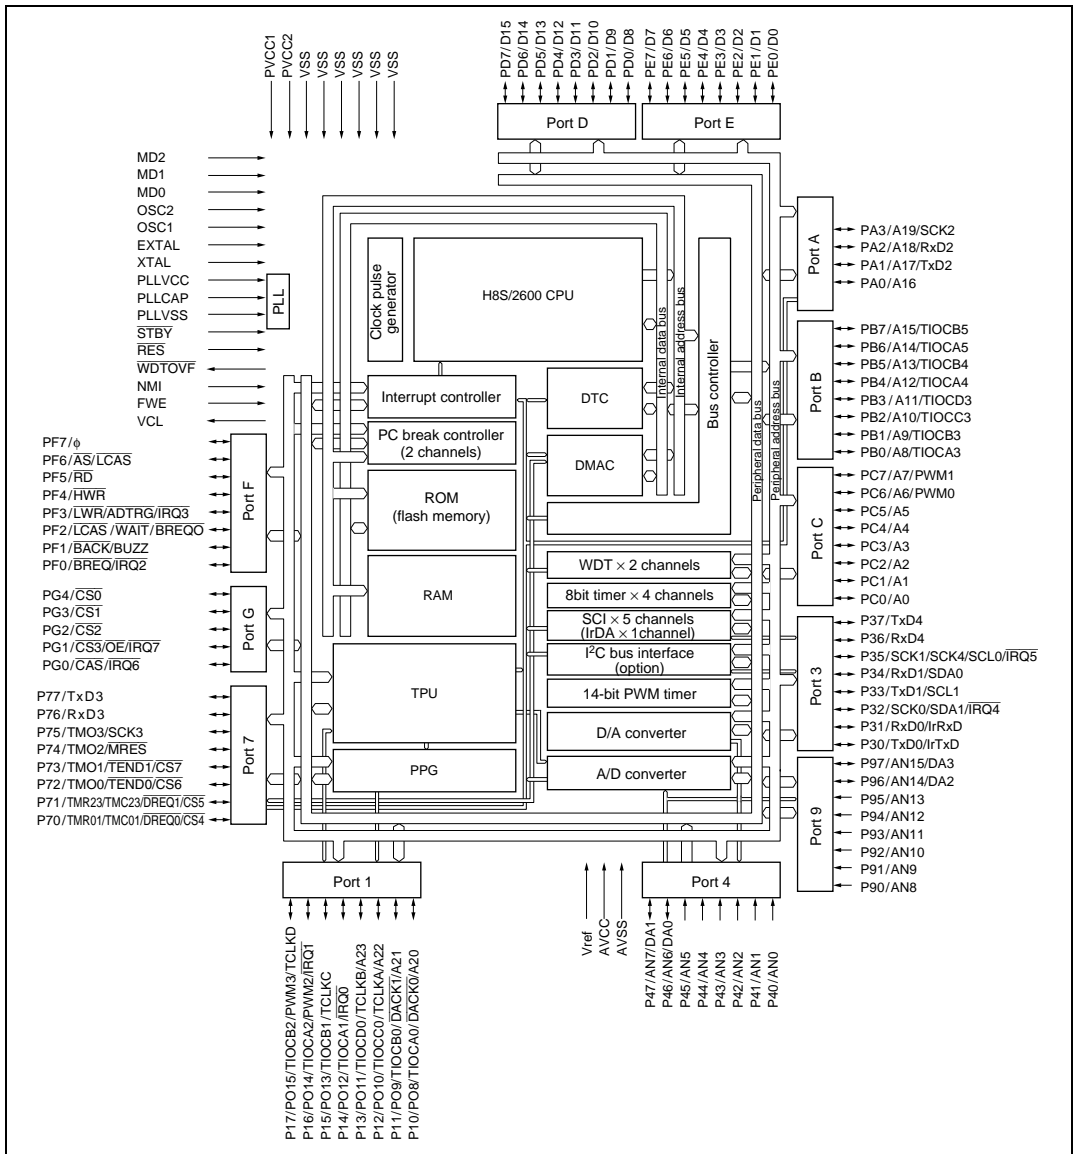 PVCC1
PVCC2
VSS
VSS
VSS
VSS
VSS
VSS
PD7/D15
PD6/D14
PD5/D13
PD4/D12
PD3/D11
PD2/D10
PD1/D9
PD0/D8
PE7/D7
PE6/D6
PE5/D5
PE4/D4
PE3/D3
PE2/D2
PE1/D1
PE0/D0
Port D
Port E
MD2
MD1
MD0
OSC2
OSC1
EXTAL
XTAL
PLLVCC
PLLCAP
PLLVSS
STBY
RES
WDTOVF
NMI
FWE
VCL
PLL
Clock pulse
generator
H8S/2600 CPU
Interrupt controller
PC break controller
(2 channels)
ROM
(flash memory)
RAM
TPU
PPG
DTC
DMAC
Internal data bus
Internal address bus
Bus controller
Peripheral data bus
Peripheral address bus
WDT × 2 channels
8bit timer × 4 channels
SCI × 5 channels
(IrDA × 1channel)
I²C bus interface
(option)
14-bit PWM timer
D/A converter
A/D converter
PF7/ϕ
PF6/AS/LCAS
PF5/RD
PF4/HWR
PF3/LWR/ADTRG/IRQ3
PF2/LCAS/WAIT/BREQO
PF1/BACK/BUZZ
PF0/BREQ/IRQ2
Port F
PG4/CS0
PG3/CS1
PG2/CS2
PG1/CS3/OE/IRQ7
PG0/CAS/IRQ6
Port G
P77/TxD3
P76/RxD3
P75/TMO3/SCK3
P74/TMO2/MRES
P73/TMO1/TEND1/CS7
P72/TMO0/TEND0/CS6
P71/TMR23/TMC23/DREQ1/CS5
P70/TMR01/TMC01/DREQ0/CS4
Port 7
Port A
PA3/A19/SCK2
PA2/A18/RxD2
PA1/A17/TxD2
PA0/A16
Port B
PB7/A15/TIOCB5
PB6/A14/TIOCA5
PB5/A13/TIOCB4
PB4/A12/TIOCA4
PB3/A11/TIOCD3
PB2/A10/TIOCC3
PB1/A9/TIOCB3
PB0/A8/TIOCA3
Port C
PC7/A7/PWM1
PC6/A6/PWM0
PC5/A5
PC4/A4
PC3/A3
PC2/A2
PC1/A1
PC0/A0
Port 3
P37/TxD4
P36/RxD4
P35/SCK1/SCK4/SCL0/IRQ5
P34/RxD1/SDA0
P33/TxD1/SCL1
P32/SCK0/SDA1/IRQ4
P31/RxD0/IrRxD
P30/TxD0/IrTxD
Port 9
P97/AN15/DA3
P96/AN14/DA2
P95/AN13
P94/AN12
P93/AN11
P92/AN10
P91/AN9
P90/AN8
Port 1
Port 4
P17/PO15/TIOCB2/PWM3/TCLKD
P16/PO14/TIOCA2/PWM2/IRQ1
P15/PO13/TIOCB1/TCLKC
P14/PO12/TIOCA1/IRQ0
P13/PO11/TIOCD0/TCLKB/A23
P12/PO10/TIOCC0/TCLKA/A22
P11/PO9/TIOCB0/DACK1/A21
P10/PO8/TIOCA0/DACK0/A20
Vref
AVCC
AVSS
P47/AN7/DA1
P46/AN6/DA0
P45/AN5
P44/AN4
P43/AN3
P42/AN2
P41/AN1
P40/AN0